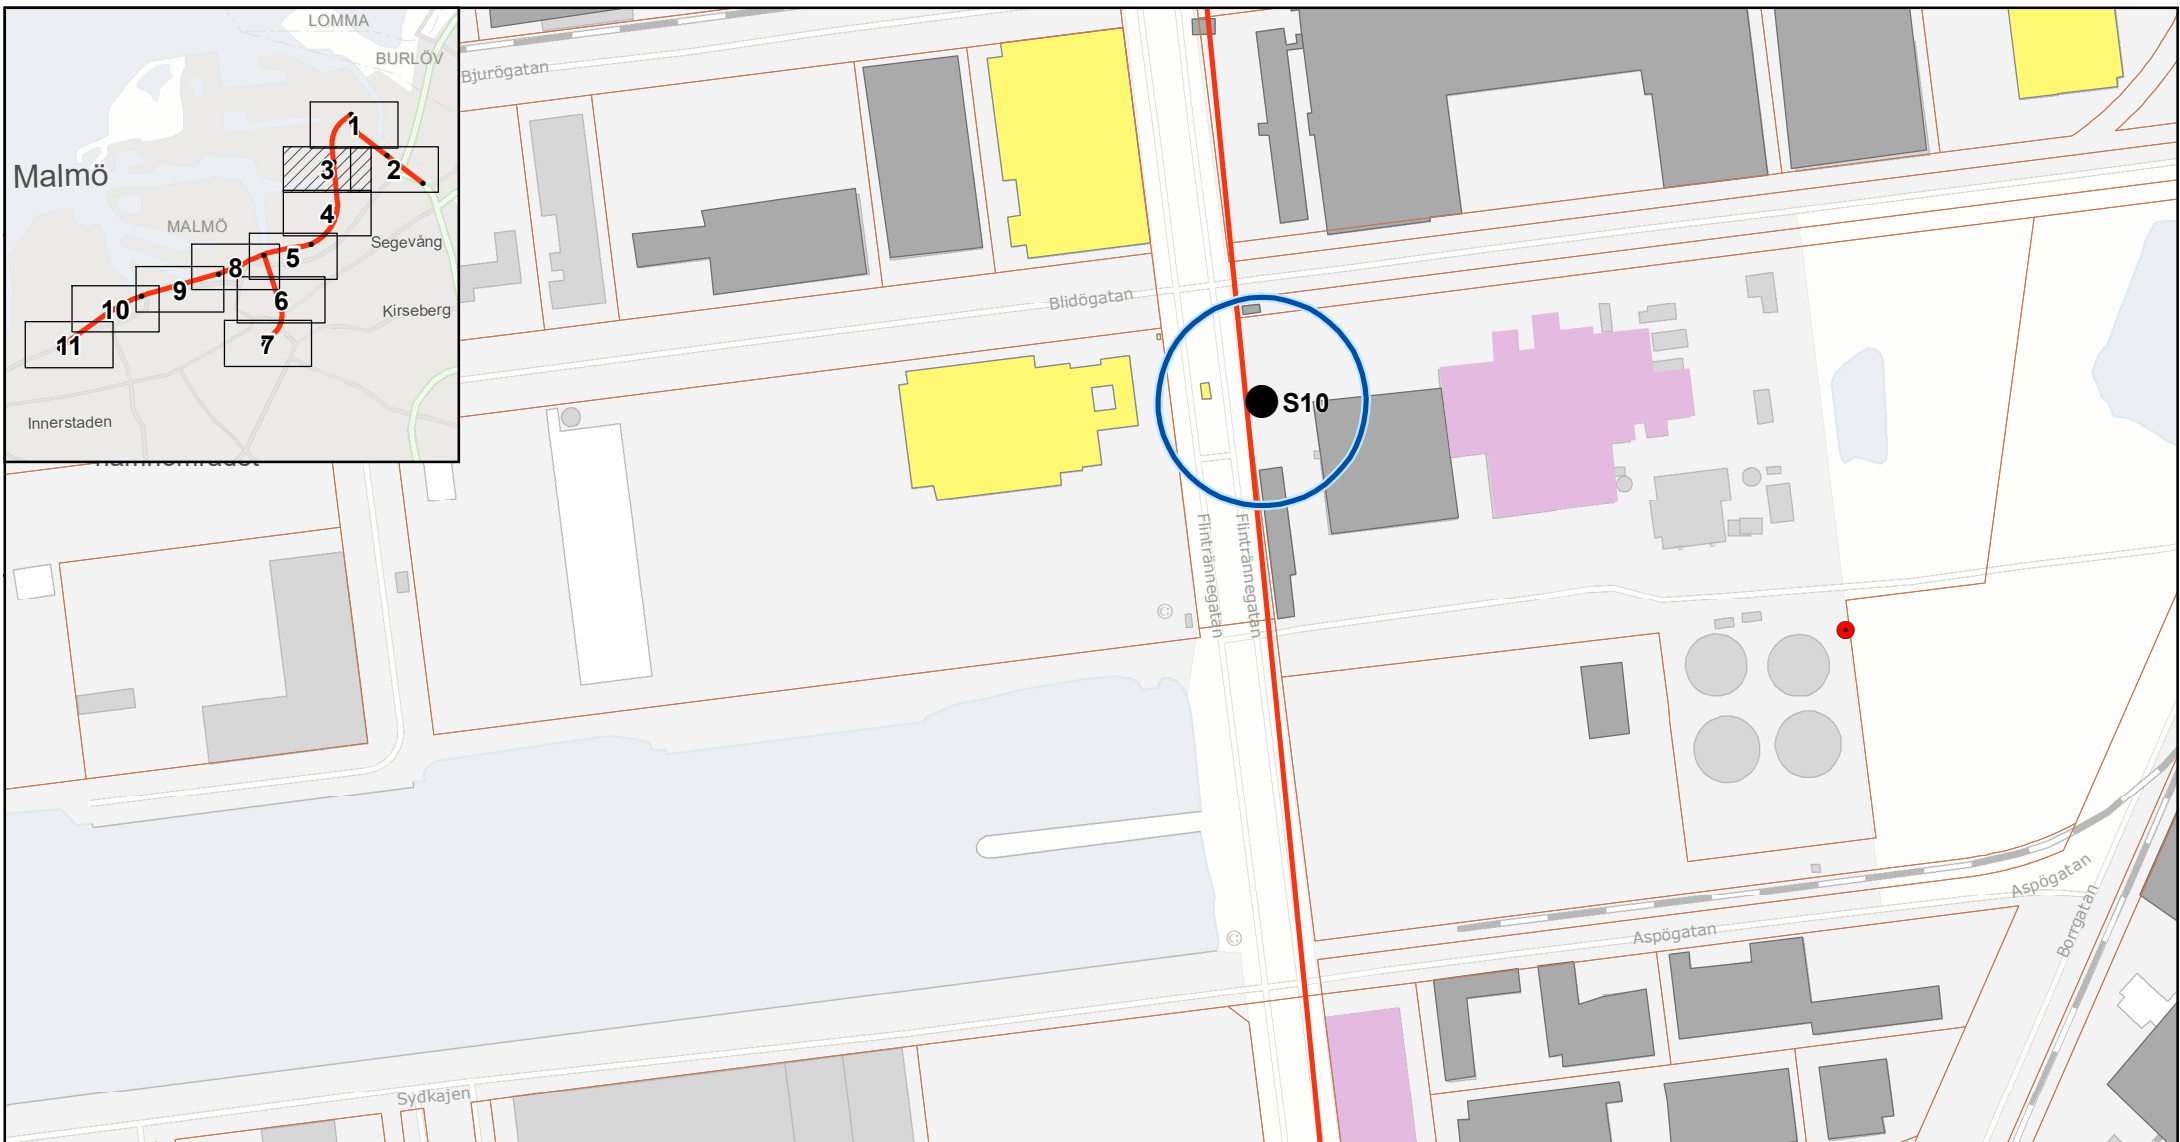 LOMMA
BURLÖV
Malmö
MALMÖ
Segevång
Kirseberg
Innerstaden
1
2
3
4
5
6
7
8
9
10
11
Bjurögatan
Blidögatan
S10
Flintrännegatan
Flintrännegatan
Aspögatan
Aspögatan
Borrgatan
Sydkajen